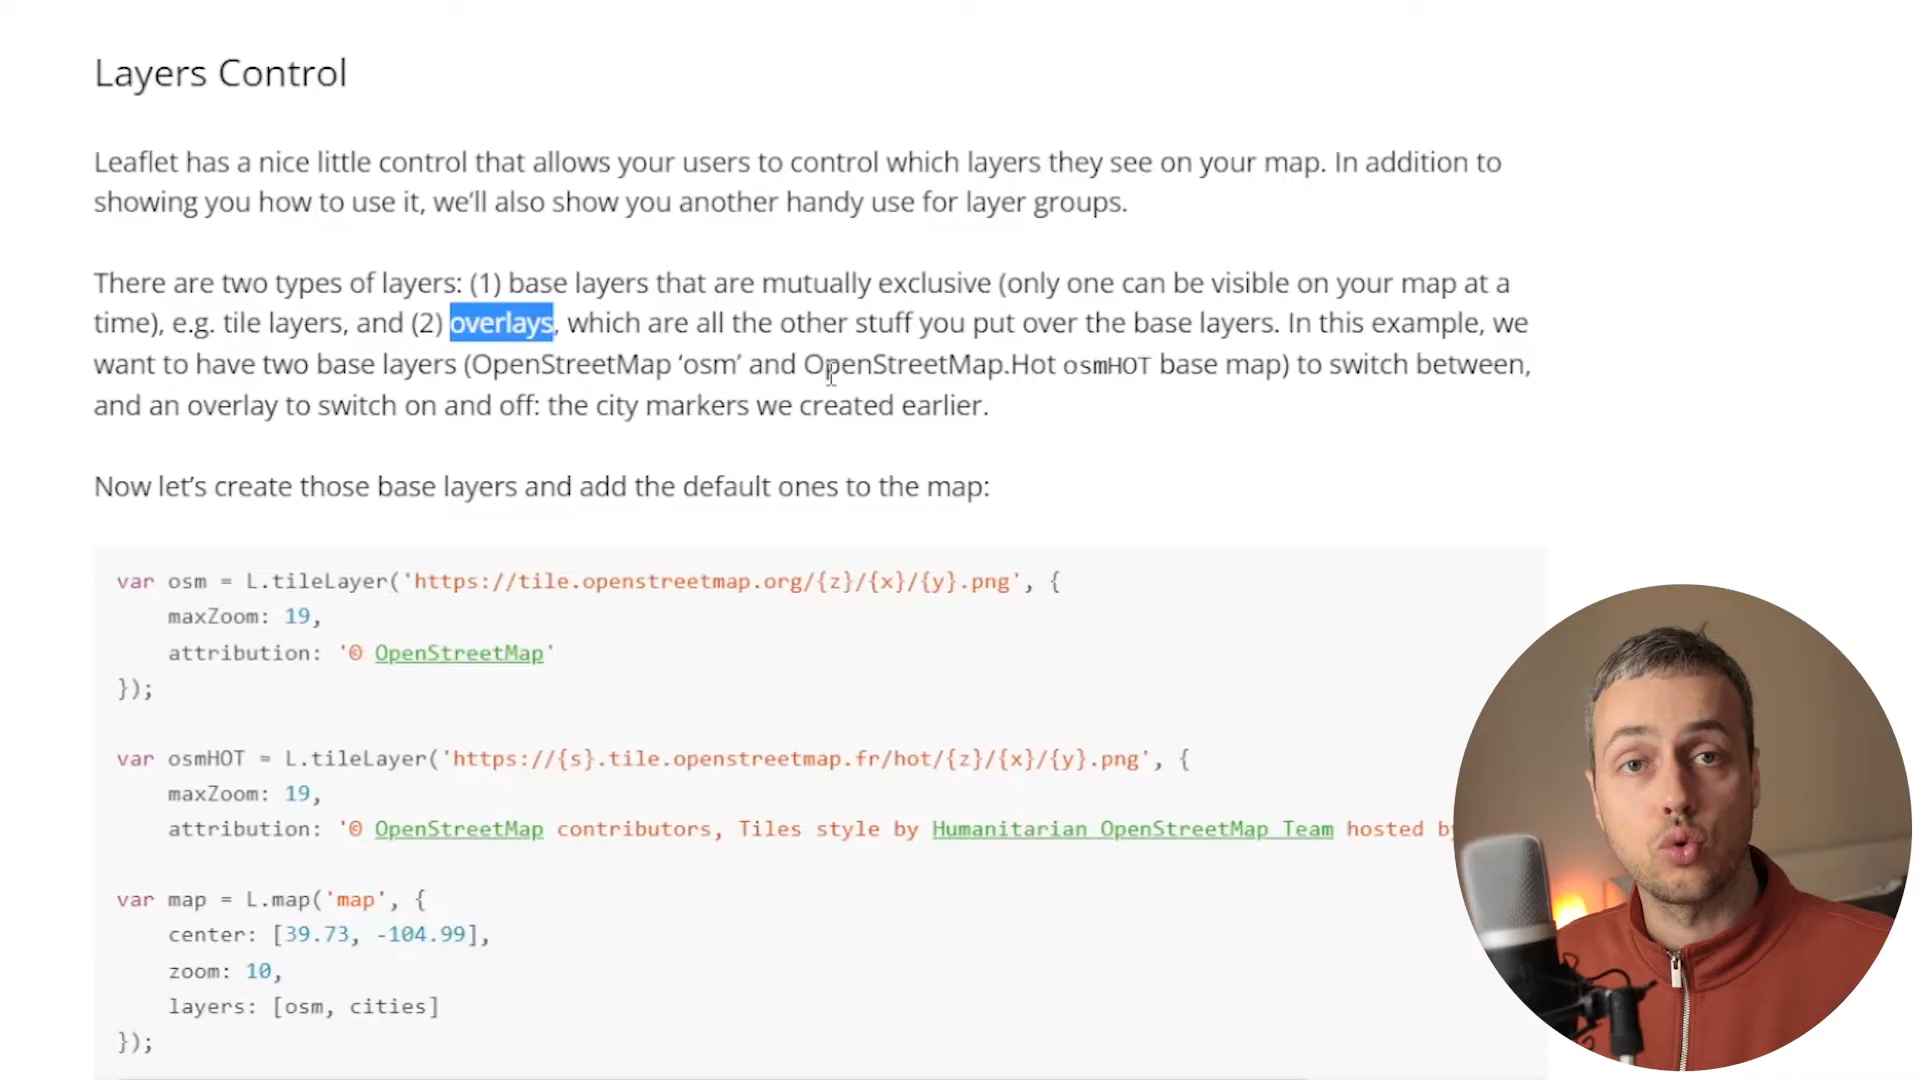 Layers Control
Leaflet has a nice little control that allows your users to control which layers they see on your map. In addition to
showing you how to use it, we’ll also show you another handy use for layer groups.
There are two types of layers: (1) base layers that are mutually exclusive (only one can be visible on your map at a
time), e.g. tile layers, and (2) overlays, which are all the other stuff you put over the base layers. In this example, we
want to have two base layers (OpenStreetMap ‘osm’ and OpenStreetMap.Hot osmHOT base map) to switch between,
and an overlay to switch on and off: the city markers we created earlier.
Now let’s create those base layers and add the default ones to the map:
var osm = L.tileLayer('https://tile.openstreetmap.org/{z}/{x}/{y}.png', {
maxZoom: 19,
attribution: '© OpenStreetMap'
});
var osmHOT = L.tileLayer('https://{s}.tile.openstreetmap.fr/hot/{z}/{x}/{y}.png', {
maxZoom: 19,
attribution: '© OpenStreetMap contributors, Tiles style by Humanitarian OpenStreetMap Team hosted
var map = L.map('map', {
center: [39.73, -104.99],
zoom: 10,
layers: [osm, cities]
});